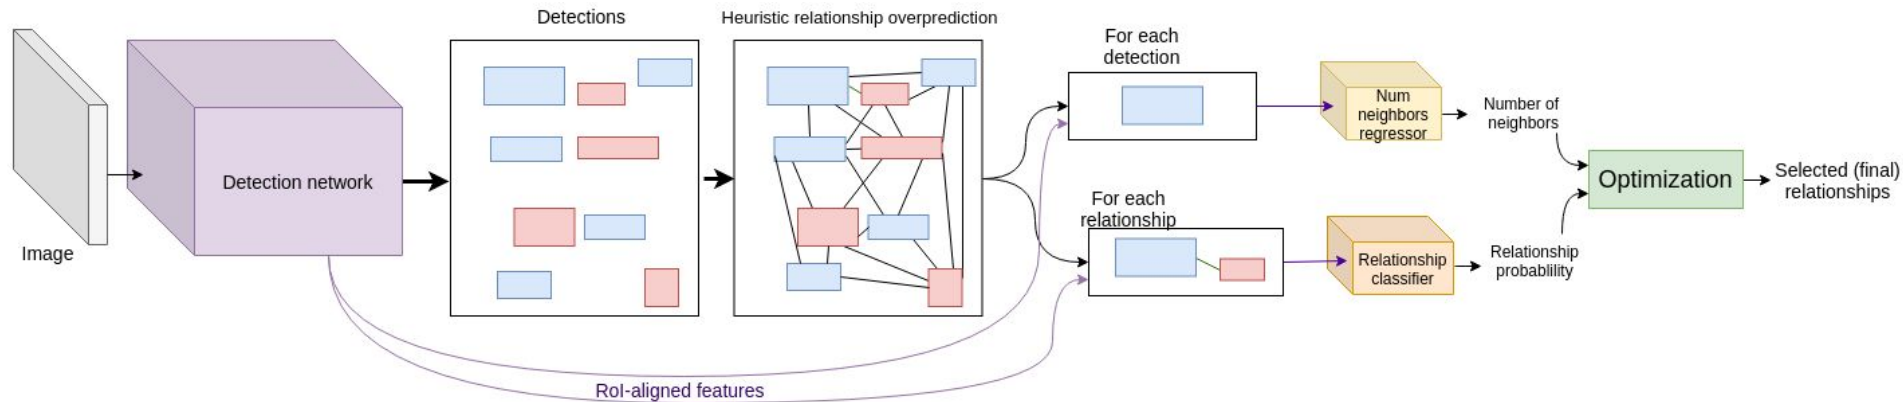 Image
Detection network
Detections
Heuristic relationship overprediction
RoI-aligned features
For each
detection
For each
relationship
Num
neighbors
regressor
Relationship
classifier
Number of
neighbors
Relationship
probablility
Optimization
Selected (final)
relationships